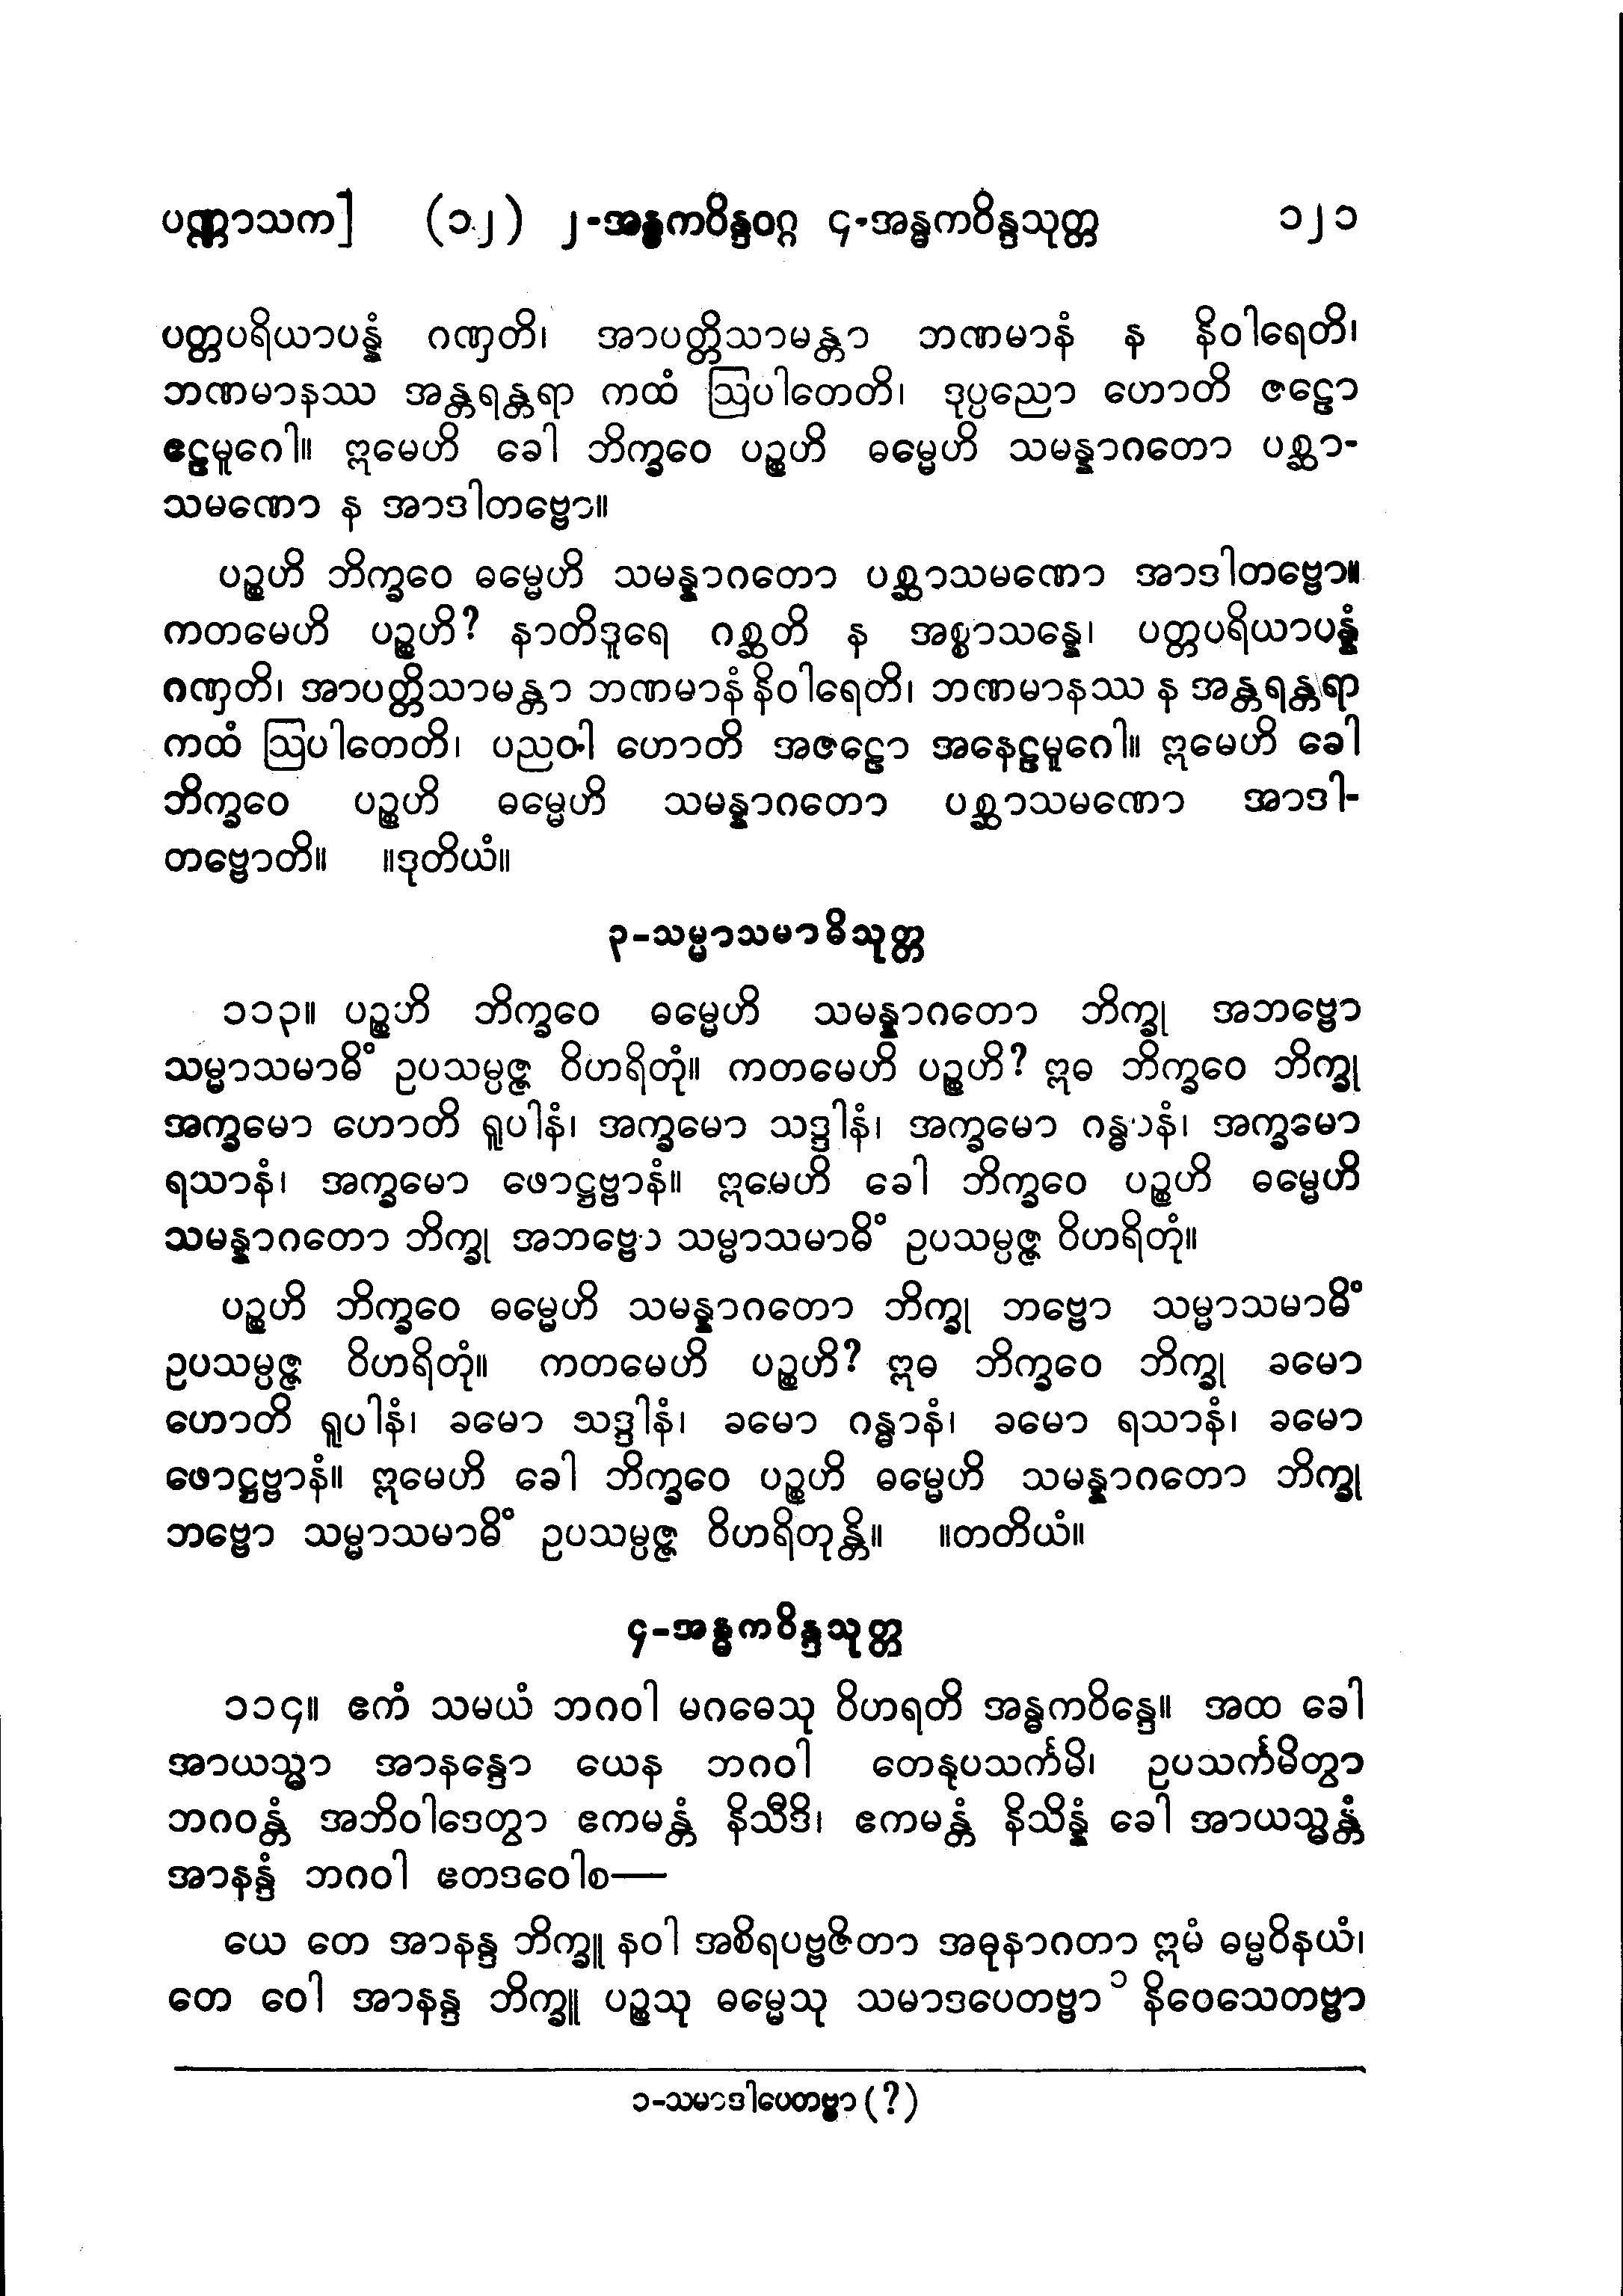 ပဏ္ဏာသက] (၁၂) ၂-အန္ဓကဝိန္ဒဝဂ္ဂ ၄-အန္ဓကဝိန္ဒသုတ္တ ၁၂၁
ပတ္တပရိယာပန္နံ ဂဏှတိ၊ အာပတ္တိသာမန္တာ ဘဏမာနံ န နိဝါရေတိ၊
ဘဏမာနဿ အန္တရန္တရာ ကထံ ဩပါတေတိ၊ ဒုပ္ပညော ဟောတိ ဇဠော
ဧဠမူဂေါ။ ဣမေဟိ ခေါ ဘိက္ခဝေ ပဉ္စဟိ ဓမ္မေဟိ သမန္နာဂတော ပစ္ဆာ-
သမဏော န အာဒါတဗ္ဗော။
ပဉ္စဟိ ဘိက္ခဝေ ဓမ္မေဟိ သမန္နာဂတော ပစ္ဆာသမဏော အာဒါတဗ္ဗော။
ကတမေဟိ ပဉ္စဟိ? နာတိဒူရေ ဂစ္ဆတိ န အစ္စာသန္နေ၊ ပတ္တပရိယာပန္နံ
ဂဏှတိ၊ အာပတ္တိသာမန္တာ ဘဏမာနံ နိဝါရေတိ၊ ဘဏမာနဿ န အန္တရန္တရာ
ကထံ ဩပါတေတိ၊ ပညဝါ ဟောတိ အဇဠော အနေဠမူဂေါ။ ဣမေဟိ ခေါ
ဘိက္ခဝေ ပဉ္စဟိ ဓမ္မေဟိ သမန္နာဂတော ပစ္ဆာသမဏော အာဒါ-
တဗ္ဗောတိ။ ။ဒုတိယံ။
၃-သမ္မာသမာဓိသုတ္တ
၁၁၃။ ပဉ္စဟိ ဘိက္ခဝေ ဓမ္မေဟိ သမန္နာဂတော ဘိက္ခု အဘဗ္ဗော
သမ္မာသမာဓိံ ဥပသမ္ပဇ္ဇ ဝိဟရိတုံ။ ကတမေဟိ ပဉ္စဟိ? ဣဓ ဘိက္ခဝေ ဘိက္ခု
အက္ခမော ဟောတိ ရူပါနံ၊ အက္ခမော သဒ္ဒါနံ၊ အက္ခမော ဂန္ဓာနံ၊ အက္ခမော
ရသာနံ၊ အက္ခမော ဖောဋ္ဌဗ္ဗာနံ။ ဣမေဟိ ခေါ ဘိက္ခဝေ ပဉ္စဟိ ဓမ္မေဟိ
သမန္နာဂတော ဘိက္ခု အဘဗ္ဗော သမ္မာသမာဓိံ ဥပသမ္ပဇ္ဇ ဝိဟရိတုံ။
ပဉ္စဟိ ဘိက္ခဝေ ဓမ္မေဟိ သမန္နာဂတော ဘိက္ခု ဘဗ္ဗော သမ္မာသမာဓိံ
ဥပသမ္ပဇ္ဇ ဝိဟရိတုံ။ ကတမေဟိ ပဉ္စဟိ? ဣဓ ဘိက္ခဝေ ဘိက္ခု ခမော
ဟောတိ ရူပါနံ၊ ခမော သဒ္ဒါနံ၊ ခမော ဂန္ဓာနံ၊ ခမော ရသာနံ၊ ခမော
ဖောဋ္ဌဗ္ဗာနံ။ ဣမေဟိ ခေါ ဘိက္ခဝေ ပဉ္စဟိ ဓမ္မေဟိ သမန္နာဂတော ဘိက္ခု
ဘဗ္ဗော သမ္မာသမာဓိံ ဥပသမ္ပဇ္ဇ ဝိဟရိတုန္တိ။ ။တတိယံ။
၄-အန္ဓကဝိန္ဒသုတ္တ
၁၁၄။ ဧကံ သမယံ ဘဂဝါ မဂဓေသု ဝိဟရတိ အန္ဓကဝိန္ဒေ။ အထ ခေါ
အာယသ္မာ အာနန္ဒော ယေန ဘဂဝါ တေနုပသင်္ကမိ၊ ဥပသင်္ကမိတွာ
ဘဂဝန္တံ အဘိဝါဒေတွာ ဧကမန္တံ နိသီဒိ၊ ဧကမန္တံ နိသိန္နံ ခေါ အာယသ္မန္တံ
အာနန္ဒံ ဘဂဝါ ဧတဒဝေါစ—
ယေ တေ အာနန္ဒ ဘိက္ခူ နဝါ အစိရပဗ္ဗဇိတာ အဓုနာဂတာ ဣမံ ဓမ္မဝိနယံ၊
တေ ဝေါ အာနန္ဒ ဘိက္ခူ ပဉ္စသု ဓမ္မေသု သမာဒပေတဗ္ဗာ ၁ နိဝေသေတဗ္ဗာ
၁-သမာဒါပေတဗ္ဗာ (?)